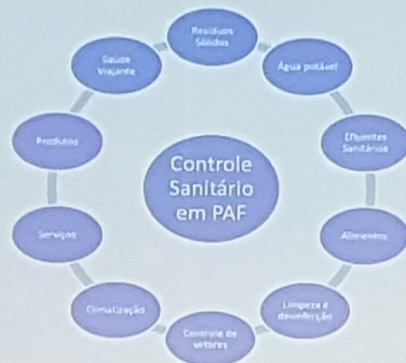 Controle
Sanitário
em PAF
Resíduos
Sólidos
Água potável
Efluentes
Sanitários
Alimentos
Limpeza e
desinfecção
Controle de
vetores
Climatização
Serviços
Produtos
Saúde
Viajante